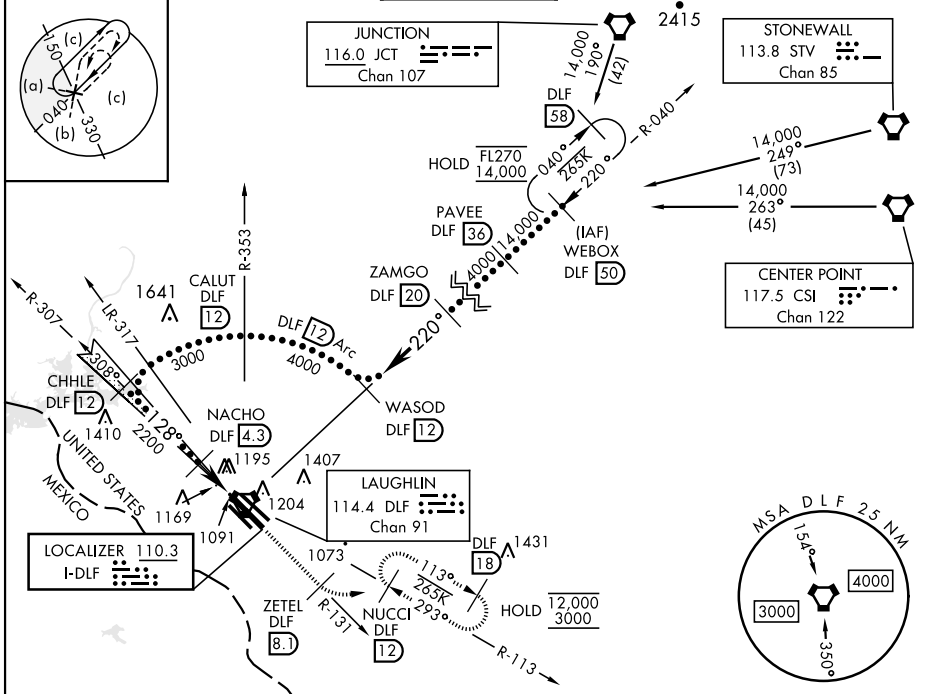 (c)
150
(a)
(c)
040
(b)
330
JUNCTION
116.0 JCT
Chan 107
2415
STONEWALL
113.8 STV
Chan 85
14,000
190°
(42)
DLF
58
R-040
HOLD
FL270
14,000
040°
265K
220°
14,000
249°
(73)
14,000
263°
(45)
PAVEE
DLF 36
4000
14,000
(IAF)
WEBOX
DLF 50
CENTER POINT
117.5 CSI
Chan 122
ZAMGO
DLF 20
220°
R-353
CALUT
DLF
12
1641
R-307
LR-317
DLF 12 Arc
3000
4000
308°
CHHLE
DLF 12
1410
128°
2200
WASOD
DLF 12
NACHO
DLF 4.3
1195
1407
UNITED STATES
MEXICO
1169
1204
1091
LAUGHLIN
114.4 DLF
Chan 91
LOCALIZER 110.3
I-DLF
1073
DLF
18
1431
113°
265K
293°
HOLD
12,000
3000
ZETEL
DLF
8.1
R-131
NUCCI
DLF
12
R-113
MSA DLF 25 NM
154°
4000
3000
350°